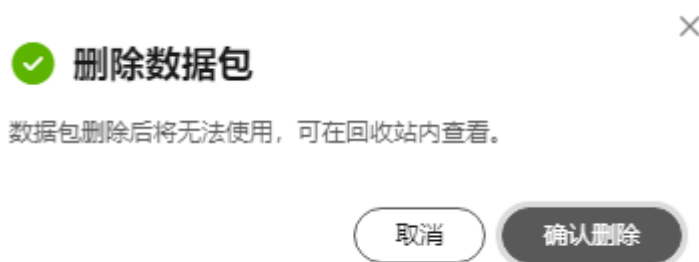 删除数据包
数据包删除后将无法使用，可在回收站内查看。
取消
确认删除